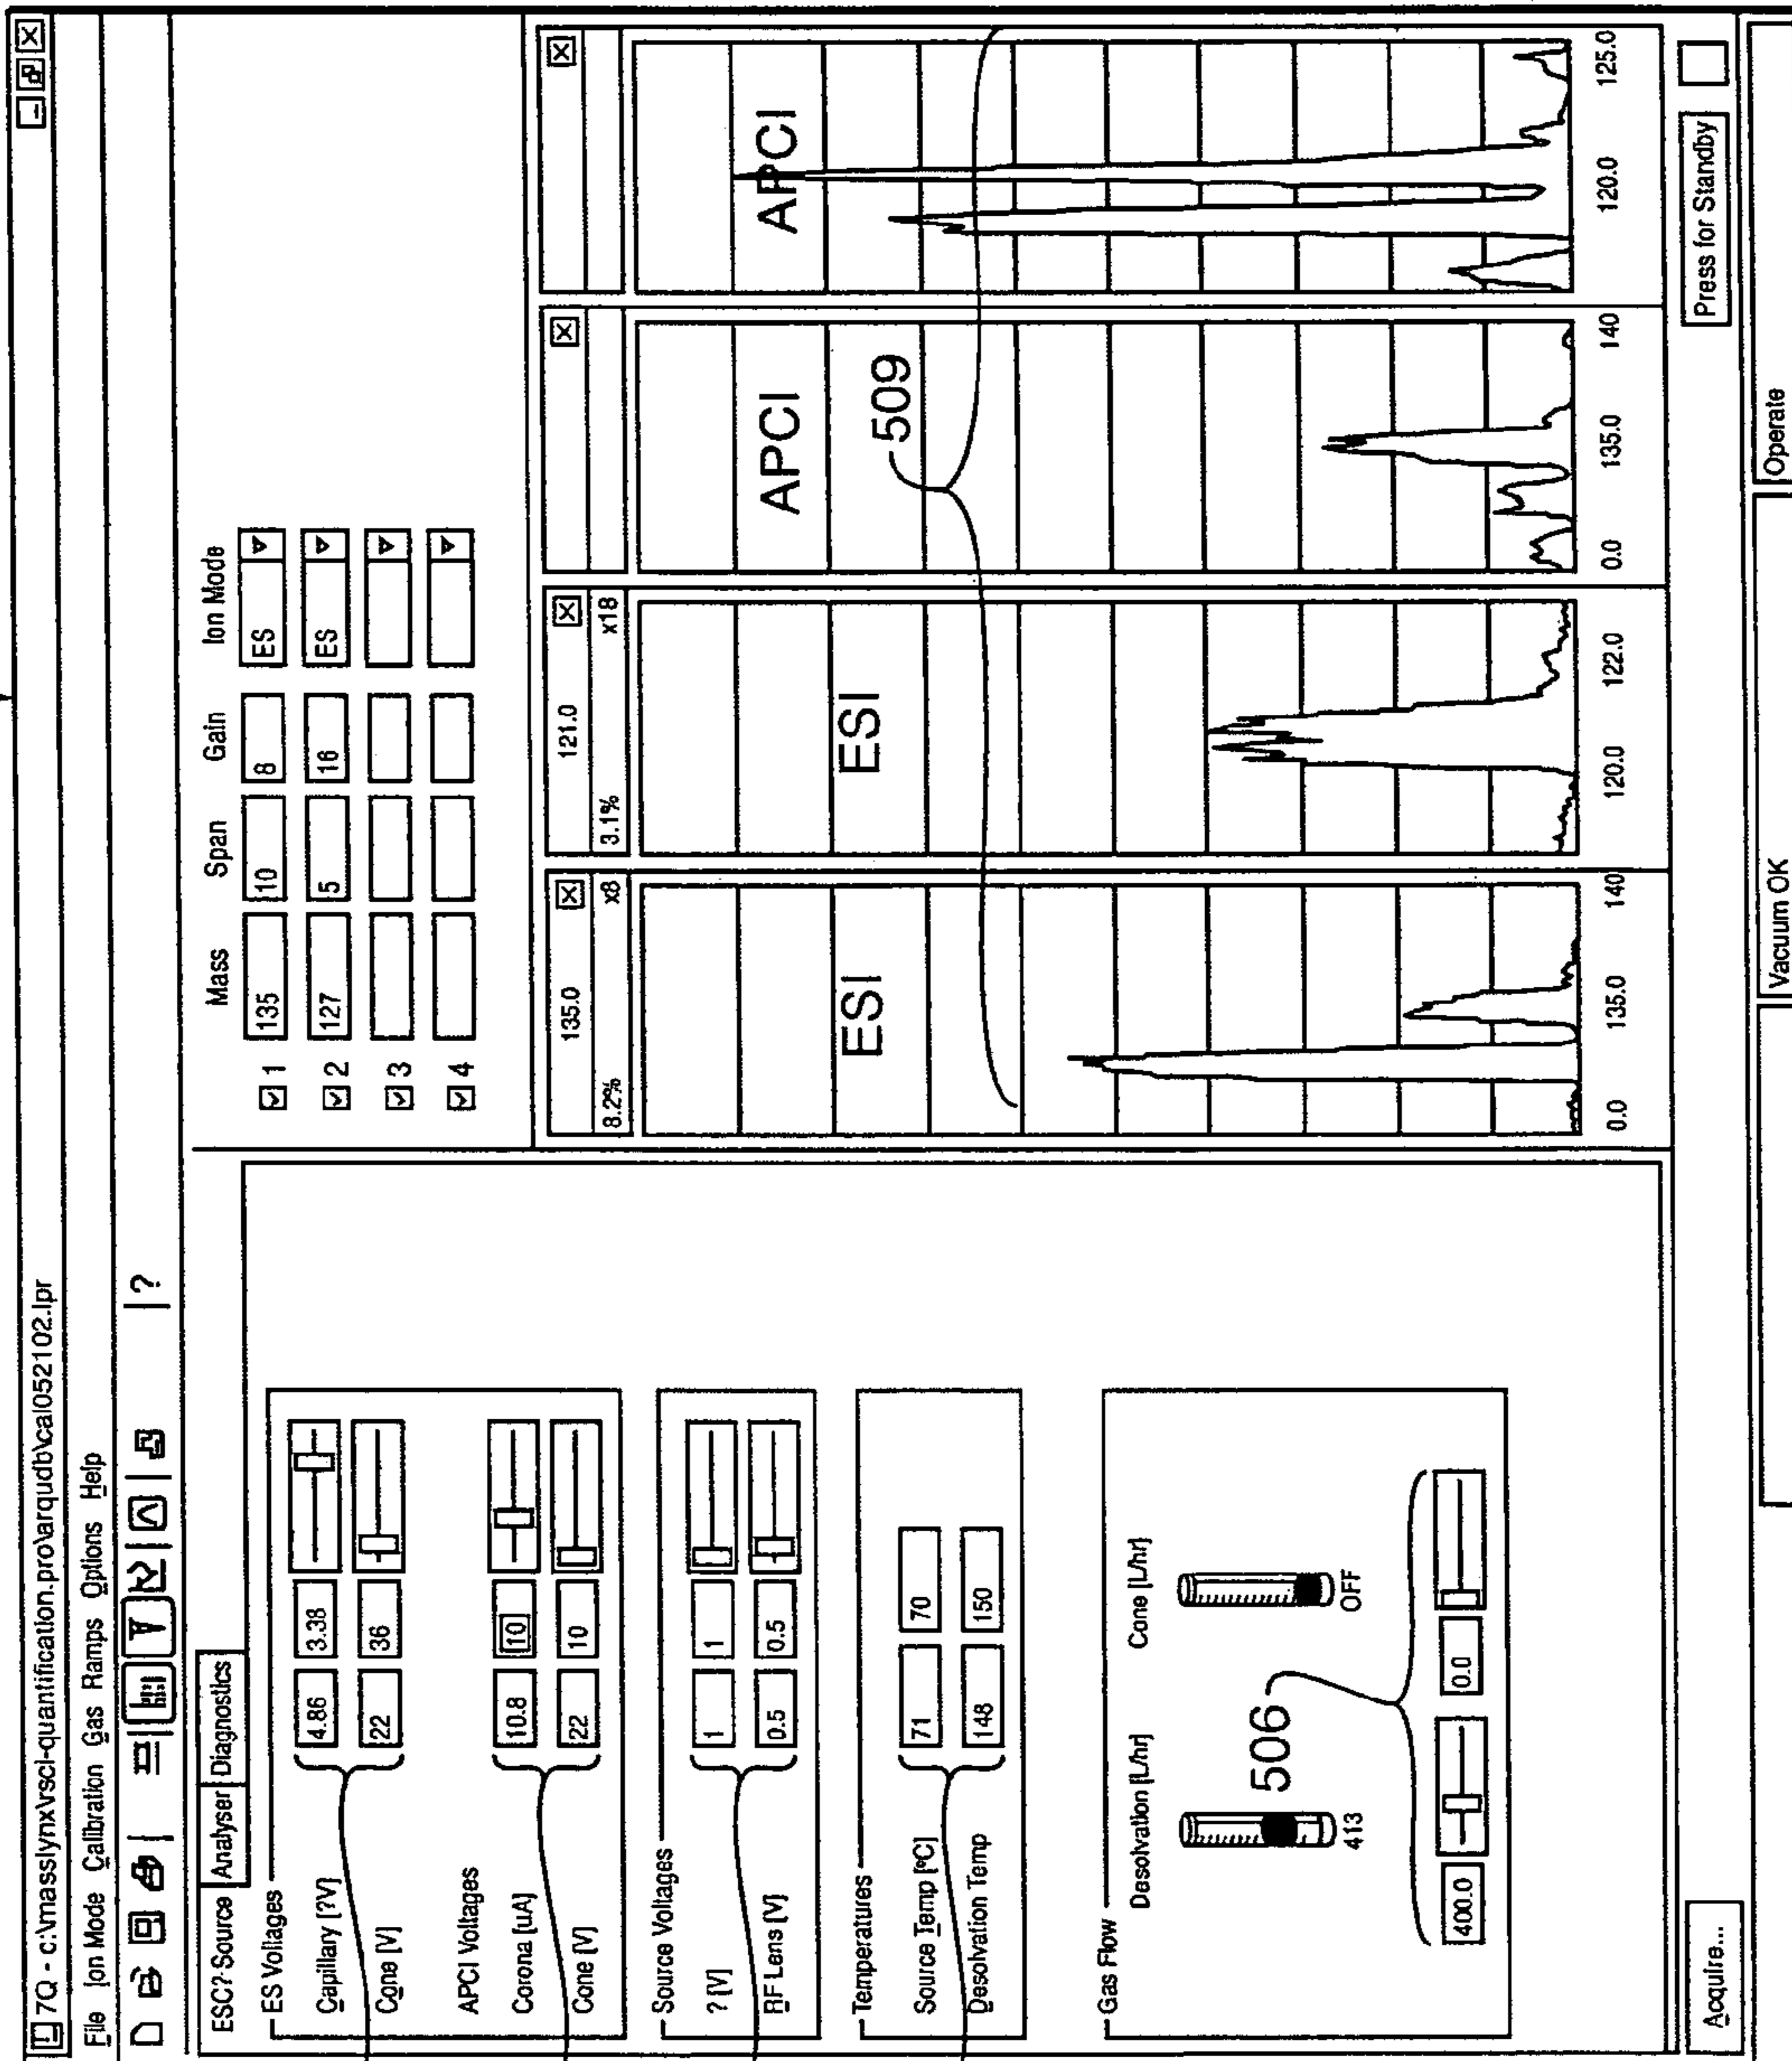 7Q - c:\masslynx\rscl-quantification.pro\arqudb\cal052102.lpr
File Ion Mode Calibration Gas Ramps Options Help
?
ESC?-Source Analyser Diagnostics
ES Voltages
Capillary [?V] 4.86 3.38
Cone [V] 22 36
APCI Voltages
Corona [uA] 10.8 10
Cone [V] 22 10
Source Voltages
? [V] 1 1
RF Lens [V] 0.5 0.5
Temperatures
Source Temp [ºC] 71 70
Desolvation Temp 148 150
Gas Flow
Desolvation [L/hr] Cone [L/hr]
413 OFF
506
400.0 0.0
Mass Span Gain Ion Mode
1 135 10 8 ES
2 127 5 16 ES
3
4
135.0 121.0
8.2% x8 3.1% x18
ESI ESI APCI APCI
509
0.0 135.0 140 120.0 122.0 0.0 135.0 140 120.0 125.0
Acquire... Press for Standby
Vacuum OK Operate